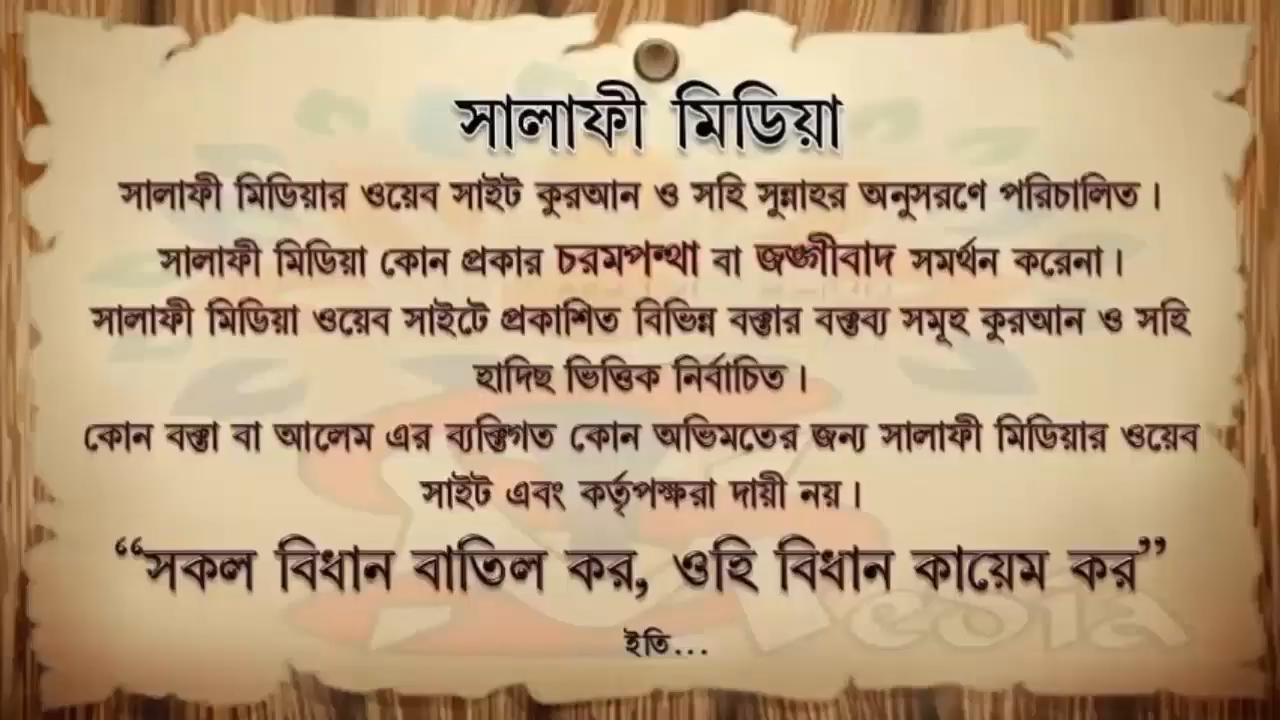 সালাফী মিডিয়া
সালাফী মিডিয়ার ওয়েব সাইট কুরআন ও সহি সুন্নাহর অনুসরণে পরিচালিত।
সালাফী মিডিয়া কোন প্রকার চরমপন্থা বা জঙ্গীবাদ সমর্থন করেনা।
সালাফী মিডিয়া ওয়েব সাইটে প্রকাশিত বিভিন্ন বক্তার বক্তব্য সমূহ কুরআন ও সহি
হাদিছ ভিত্তিক নির্বাচিত।
কোন বক্তা বা আলেম এর ব্যক্তিগত কোন অভিমতের জন্য সালাফী মিডিয়ার ওয়েব
সাইট এবং কর্তৃপক্ষরা দায়ী নয়।
“সকল বিধান বাতিল কর, ওহি বিধান কায়েম কর”
ইতি...